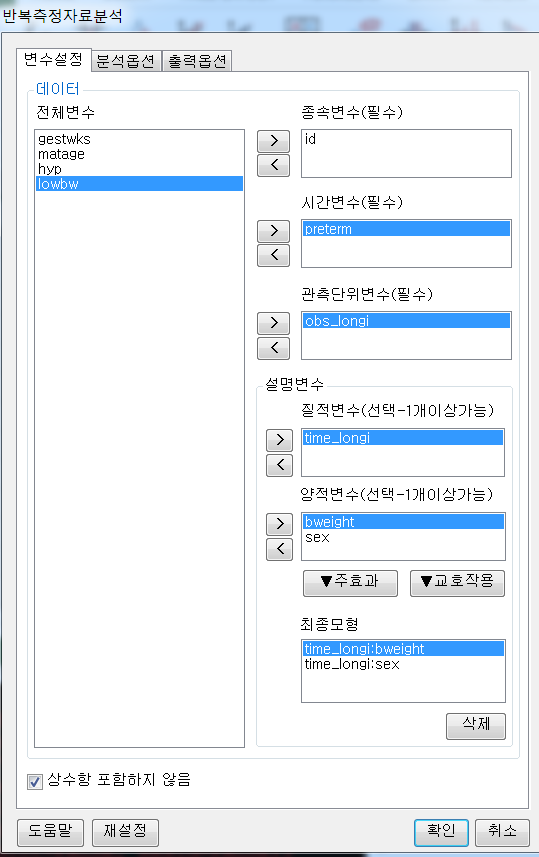 반복측정자료분석
변수설정 분석옵션 출력옵션
데이터
전체변수
gestwks
matage
hyp
lowbw
종속변수(필수)
>
<
id
시간변수(필수)
>
<
preterm
관측단위변수(필수)
>
<
obs_longi
설명변수
질적변수(선택-1개이상가능)
>
<
time_longi
양적변수(선택-1개이상가능)
>
<
bweight
sex
▼주효과 ▼교호작용
최종모형
time_longi:bweight
time_longi:sex
삭제
상수항 포함하지 않음
도움말 재설정 확인 취소